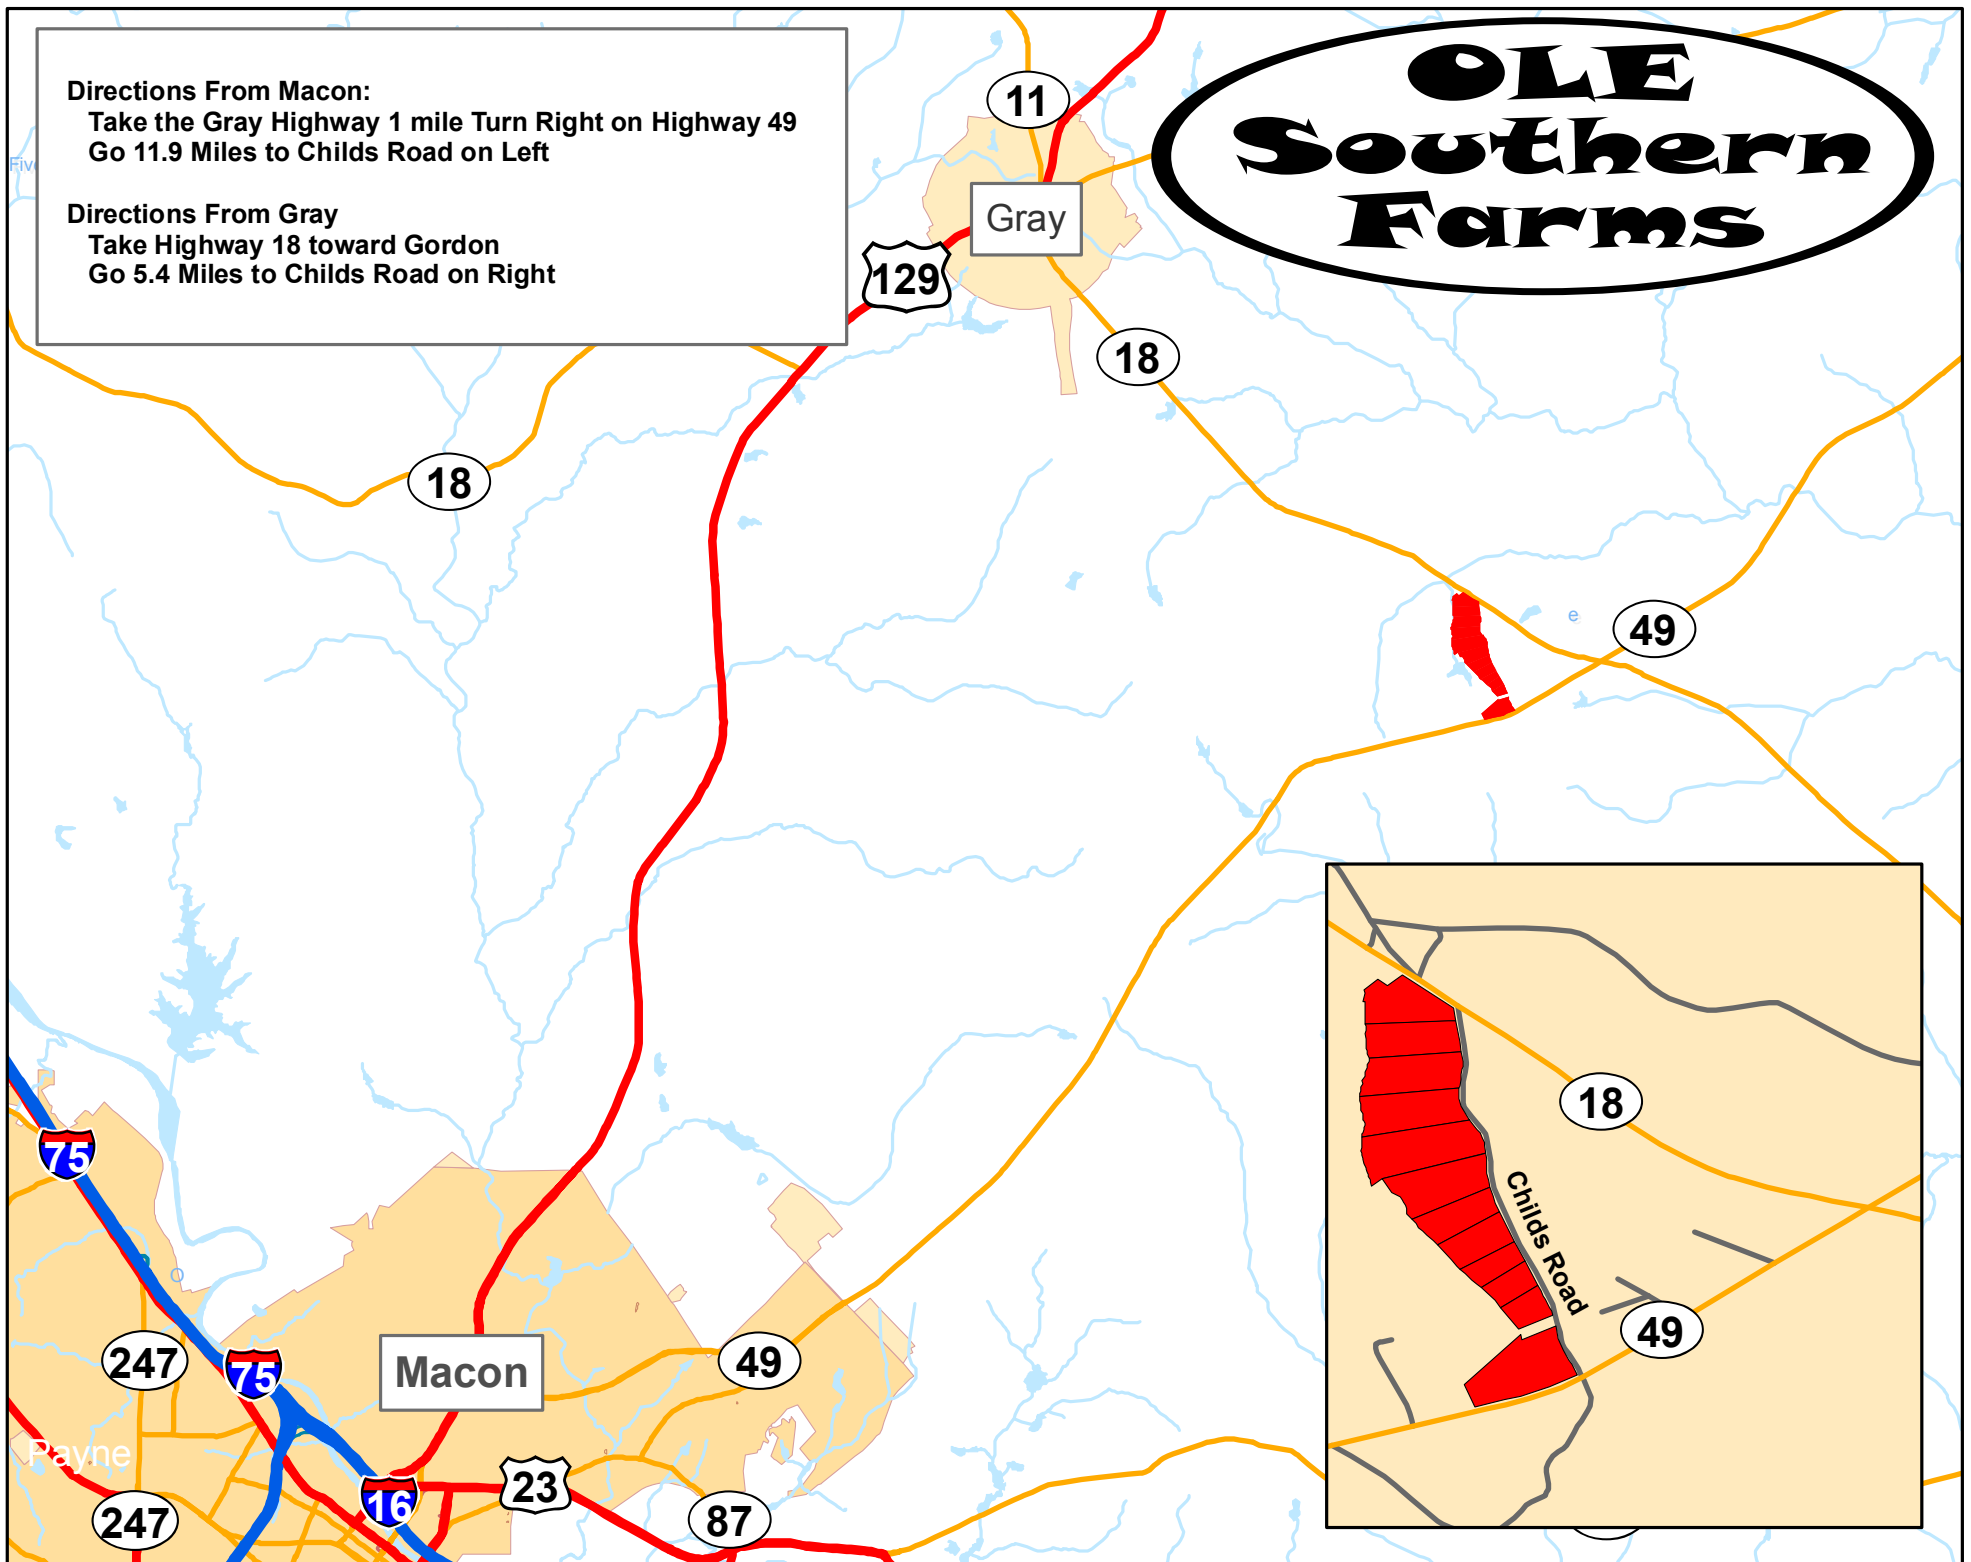 Directions From Macon:
Take the Gray Highway 1 mile Turn Right on Highway 49
Go 11.9 Miles to Childs Road on Left
Directions From Gray
Take Highway 18 toward Gordon
Go 5.4 Miles to Childs Road on Right
OLE
Southern
Farms
11
Gray
129
18
18
Five
e
49
75
O
247
75
Macon
49
Payne
247
16
23
87
18
Childs Road
49